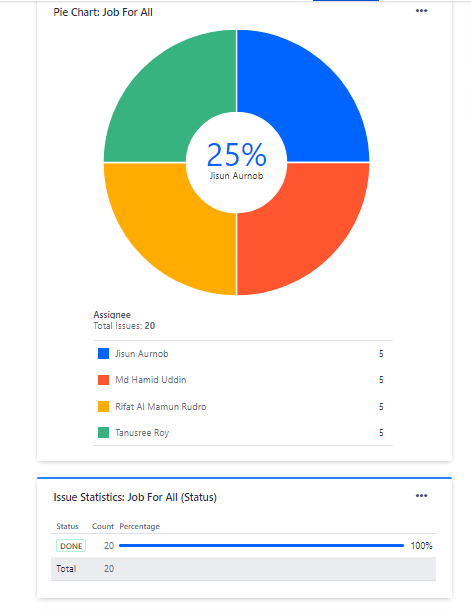 Pie Chart: Job For All
25%
Jisun Aurnob
Assignee
Total Issues: 20
Jisun Aurnob 5
Md Hamid Uddin 5
Rifat Al Mamun Rudro 5
Tanusree Roy 5
Issue Statistics: Job For All (Status)
Status Count Percentage
DONE 20 100%
Total 20